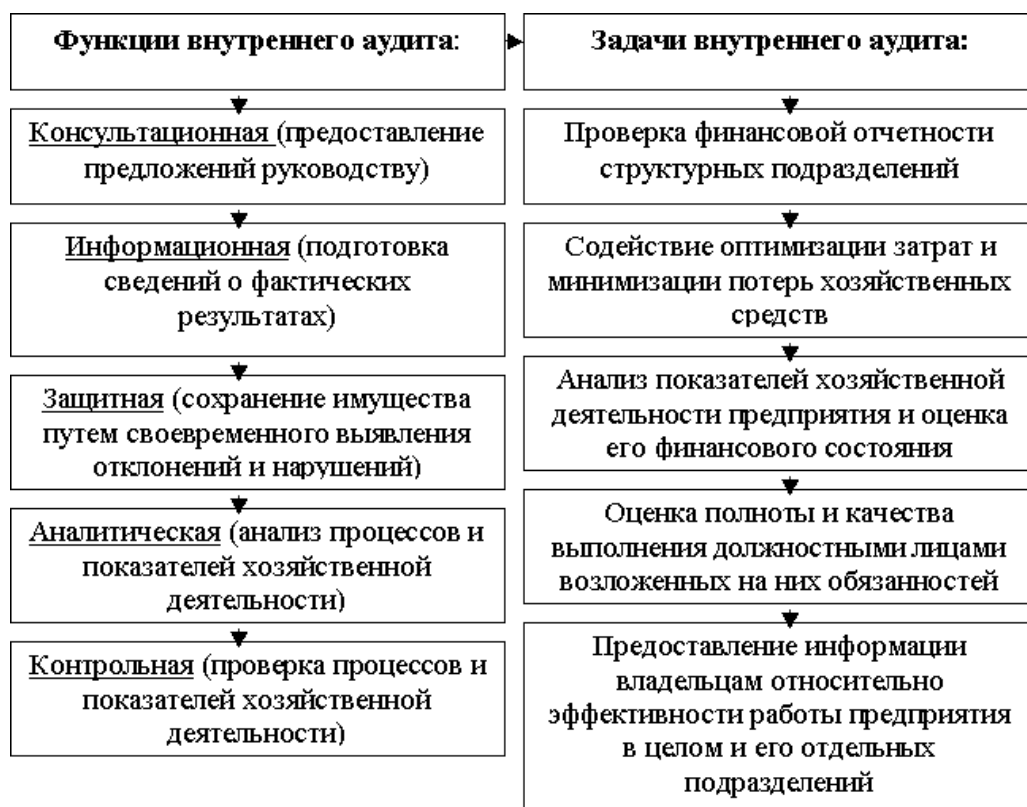 Функции внутреннего аудита:
Консультационная (предоставление
предложений руководству)
Информационная (подготовка
сведений о фактических
результатах)
Защитная (сохранение имущества
путем своевременного выявления
отклонений и нарушений)
Аналитическая (анализ процессов и
показателей хозяйственной
деятельности)
Контрольная (проверка процессов и
показателей хозяйственной
деятельности)
Задачи внутреннего аудита:
Проверка финансовой отчетности
структурных подразделений
Содействие оптимизации затрат и
минимизации потерь хозяйственных
средств
Анализ показателей хозяйственной
деятельности предприятия и оценка
его финансового состояния
Оценка полноты и качества
выполнения должностными лицами
возложенных на них обязанностей
Предоставление информации
владельцам относительно
эффективности работы предприятия
в целом и его отдельных
подразделений